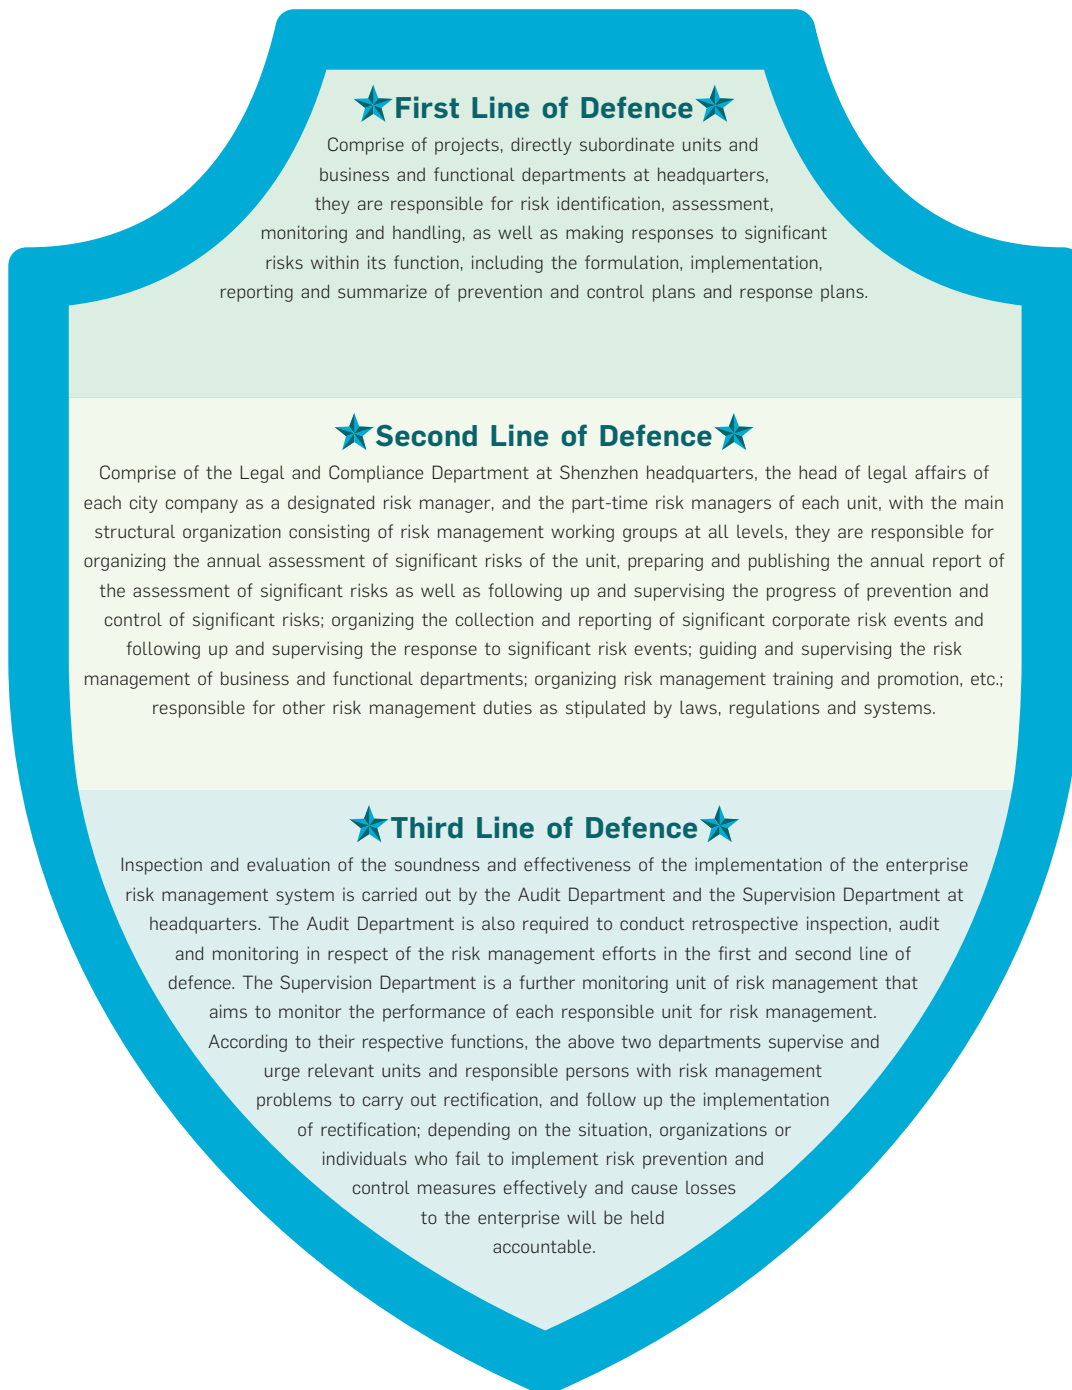 First Line of Defence
Comprise of projects, directly subordinate units and
business and functional departments at headquarters,
they are responsible for risk identification, assessment,
monitoring and handling, as well as making responses to significant
risks within its function, including the formulation, implementation,
reporting and summarize of prevention and control plans and response plans.
Second Line of Defence
Comprise of the Legal and Compliance Department at Shenzhen headquarters, the head of legal affairs of
each city company as a designated risk manager, and the part-time risk managers of each unit, with the main
structural organization consisting of risk management working groups at all levels, they are responsible for
organizing the annual assessment of significant risks of the unit, preparing and publishing the annual report of
the assessment of significant risks as well as following up and supervising the progress of prevention and
control of significant risks; organizing the collection and reporting of significant corporate risk events and
following up and supervising the response to significant risk events; guiding and supervising the risk
management of business and functional departments; organizing risk management training and promotion, etc.;
responsible for other risk management duties as stipulated by laws, regulations and systems.
Third Line of Defence
Inspection and evaluation of the soundness and effectiveness of the implementation of the enterprise
risk management system is carried out by the Audit Department and the Supervision Department at
headquarters. The Audit Department is also required to conduct retrospective inspection, audit
and monitoring in respect of the risk management efforts in the first and second line of
defence. The Supervision Department is a further monitoring unit of risk management that
aims to monitor the performance of each responsible unit for risk management.
According to their respective functions, the above two departments supervise and
urge relevant units and responsible persons with risk management
problems to carry out rectification, and follow up the implementation
of rectification; depending on the situation, organizations or
individuals who fail to implement risk prevention and
control measures effectively and cause losses
to the enterprise will be held
accountable.